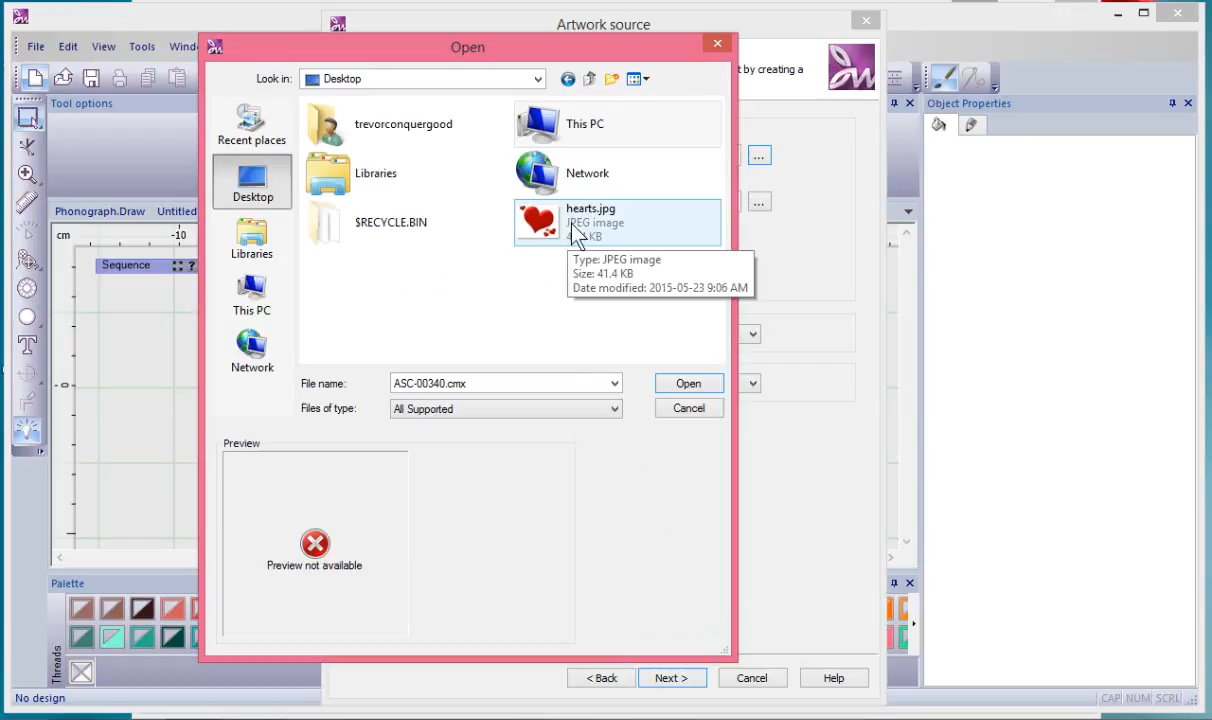 Artwork source
File Edit View Tools
Open
Look in: Desktop
t by creating a
Tool options
Object Properties
Recent places
trevorconquergood
This PC
Desktop
Libraries
Network
hearts.jpg
JPEG image
$RECYCLE.BIN
KB
Type: JPEG image
Size: 41.4 KB
Date modified: 2015-05-23 9:06 AM
...
...
Phonograph.Draw
cm
-10
Sequence
?
Libraries
This PC
0
Network
File name: ASC-00340.cmx Open
Files of type: All Supported Cancel
Preview
Preview not available
Palette
Threads
< Back Next > Cancel Help
No design
CAP NUM SCRL